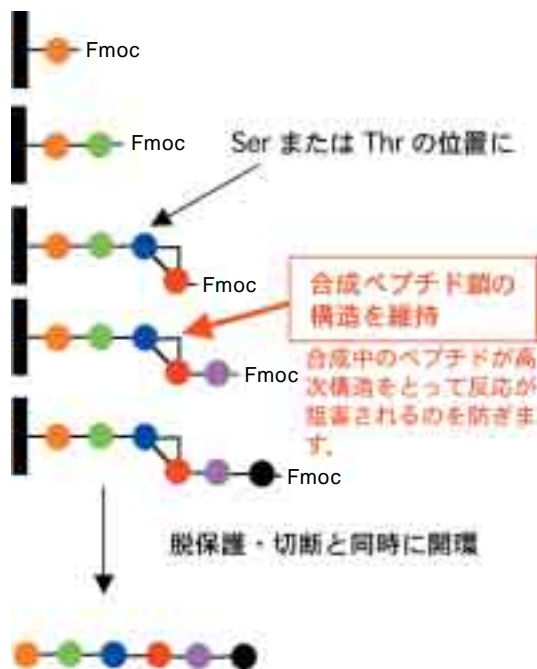 Fmoc
Fmoc
Ser または Thr の位置に
Fmoc
合成ペプチド鎖の
構造を維持
Fmoc
合成中のペプチドが高
次構造をとって反応が
阻害されるのを防ぎま
す。
Fmoc
脱保護・切断と同時に開環